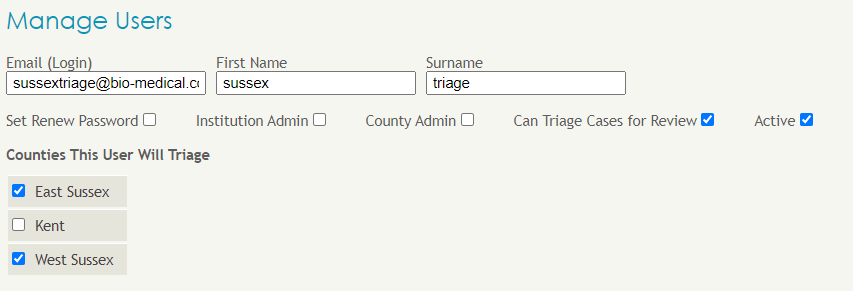 Manage Users
Email (Login) First Name Surname
sussextriage@bio-medical.cc sussex triage
Set Renew Password Institution Admin County Admin Can Triage Cases for Review Active
Counties This User Will Triage
East Sussex
Kent
West Sussex